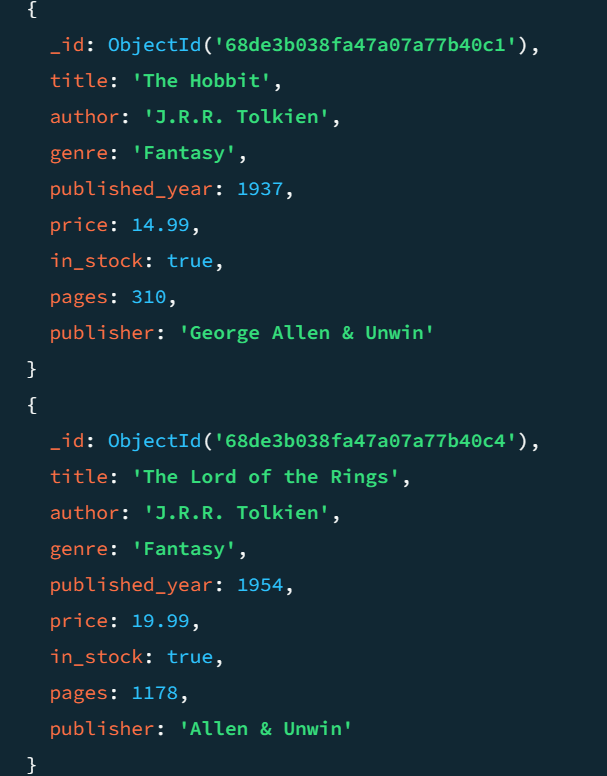 {
  _id: ObjectId('68de3b038fa47a07a77b40c1'),
  title: 'The Hobbit',
  author: 'J.R.R. Tolkien',
  genre: 'Fantasy',
  published_year: 1937,
  price: 14.99,
  in_stock: true,
  pages: 310,
  publisher: 'George Allen & Unwin'
}
{
  _id: ObjectId('68de3b038fa47a07a77b40c4'),
  title: 'The Lord of the Rings',
  author: 'J.R.R. Tolkien',
  genre: 'Fantasy',
  published_year: 1954,
  price: 19.99,
  in_stock: true,
  pages: 1178,
  publisher: 'Allen & Unwin'
}